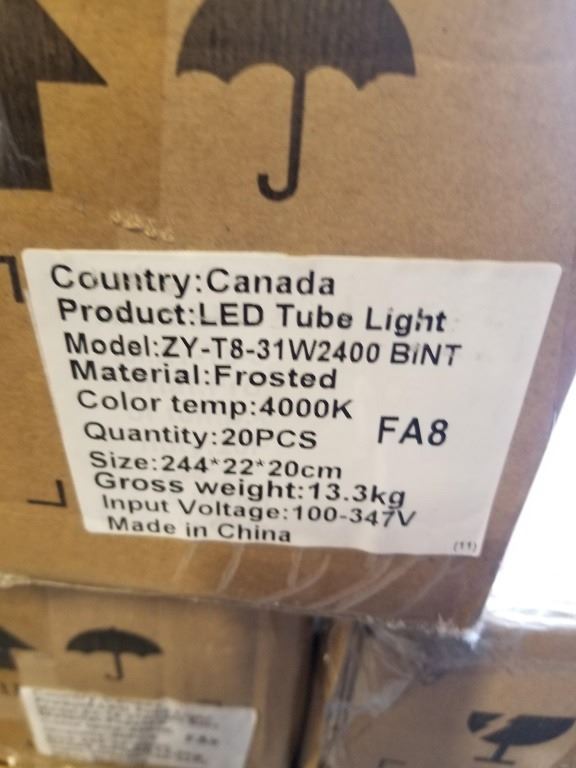 Country:Canada
Product:LED Tube Light
Model:ZY-T8-31W2400 BiNT
Material:Frosted
Color temp:4000K
Quantity:20PCS FA8
Size:244*22*20cm
Gross weight:13.3kg
Input Voltage:100-347V
Made in China
(11)